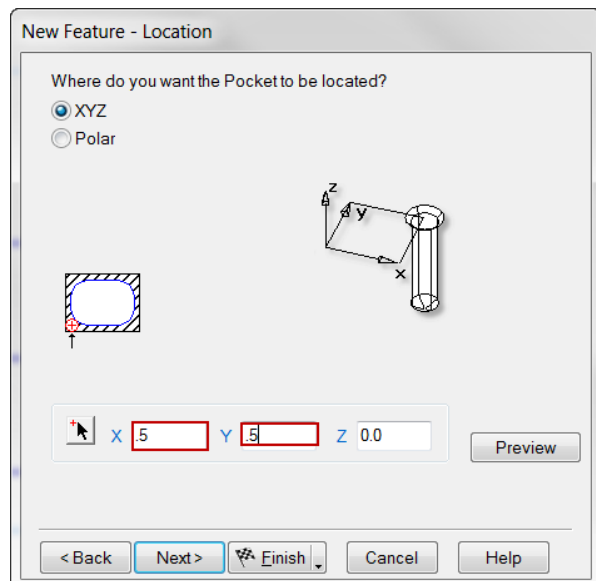 New Feature - Location
Where do you want the Pocket to be located?
XYZ
Polar
z
y
x
X .5 Y .5 Z 0.0
Preview
< Back Next > Finish Cancel Help